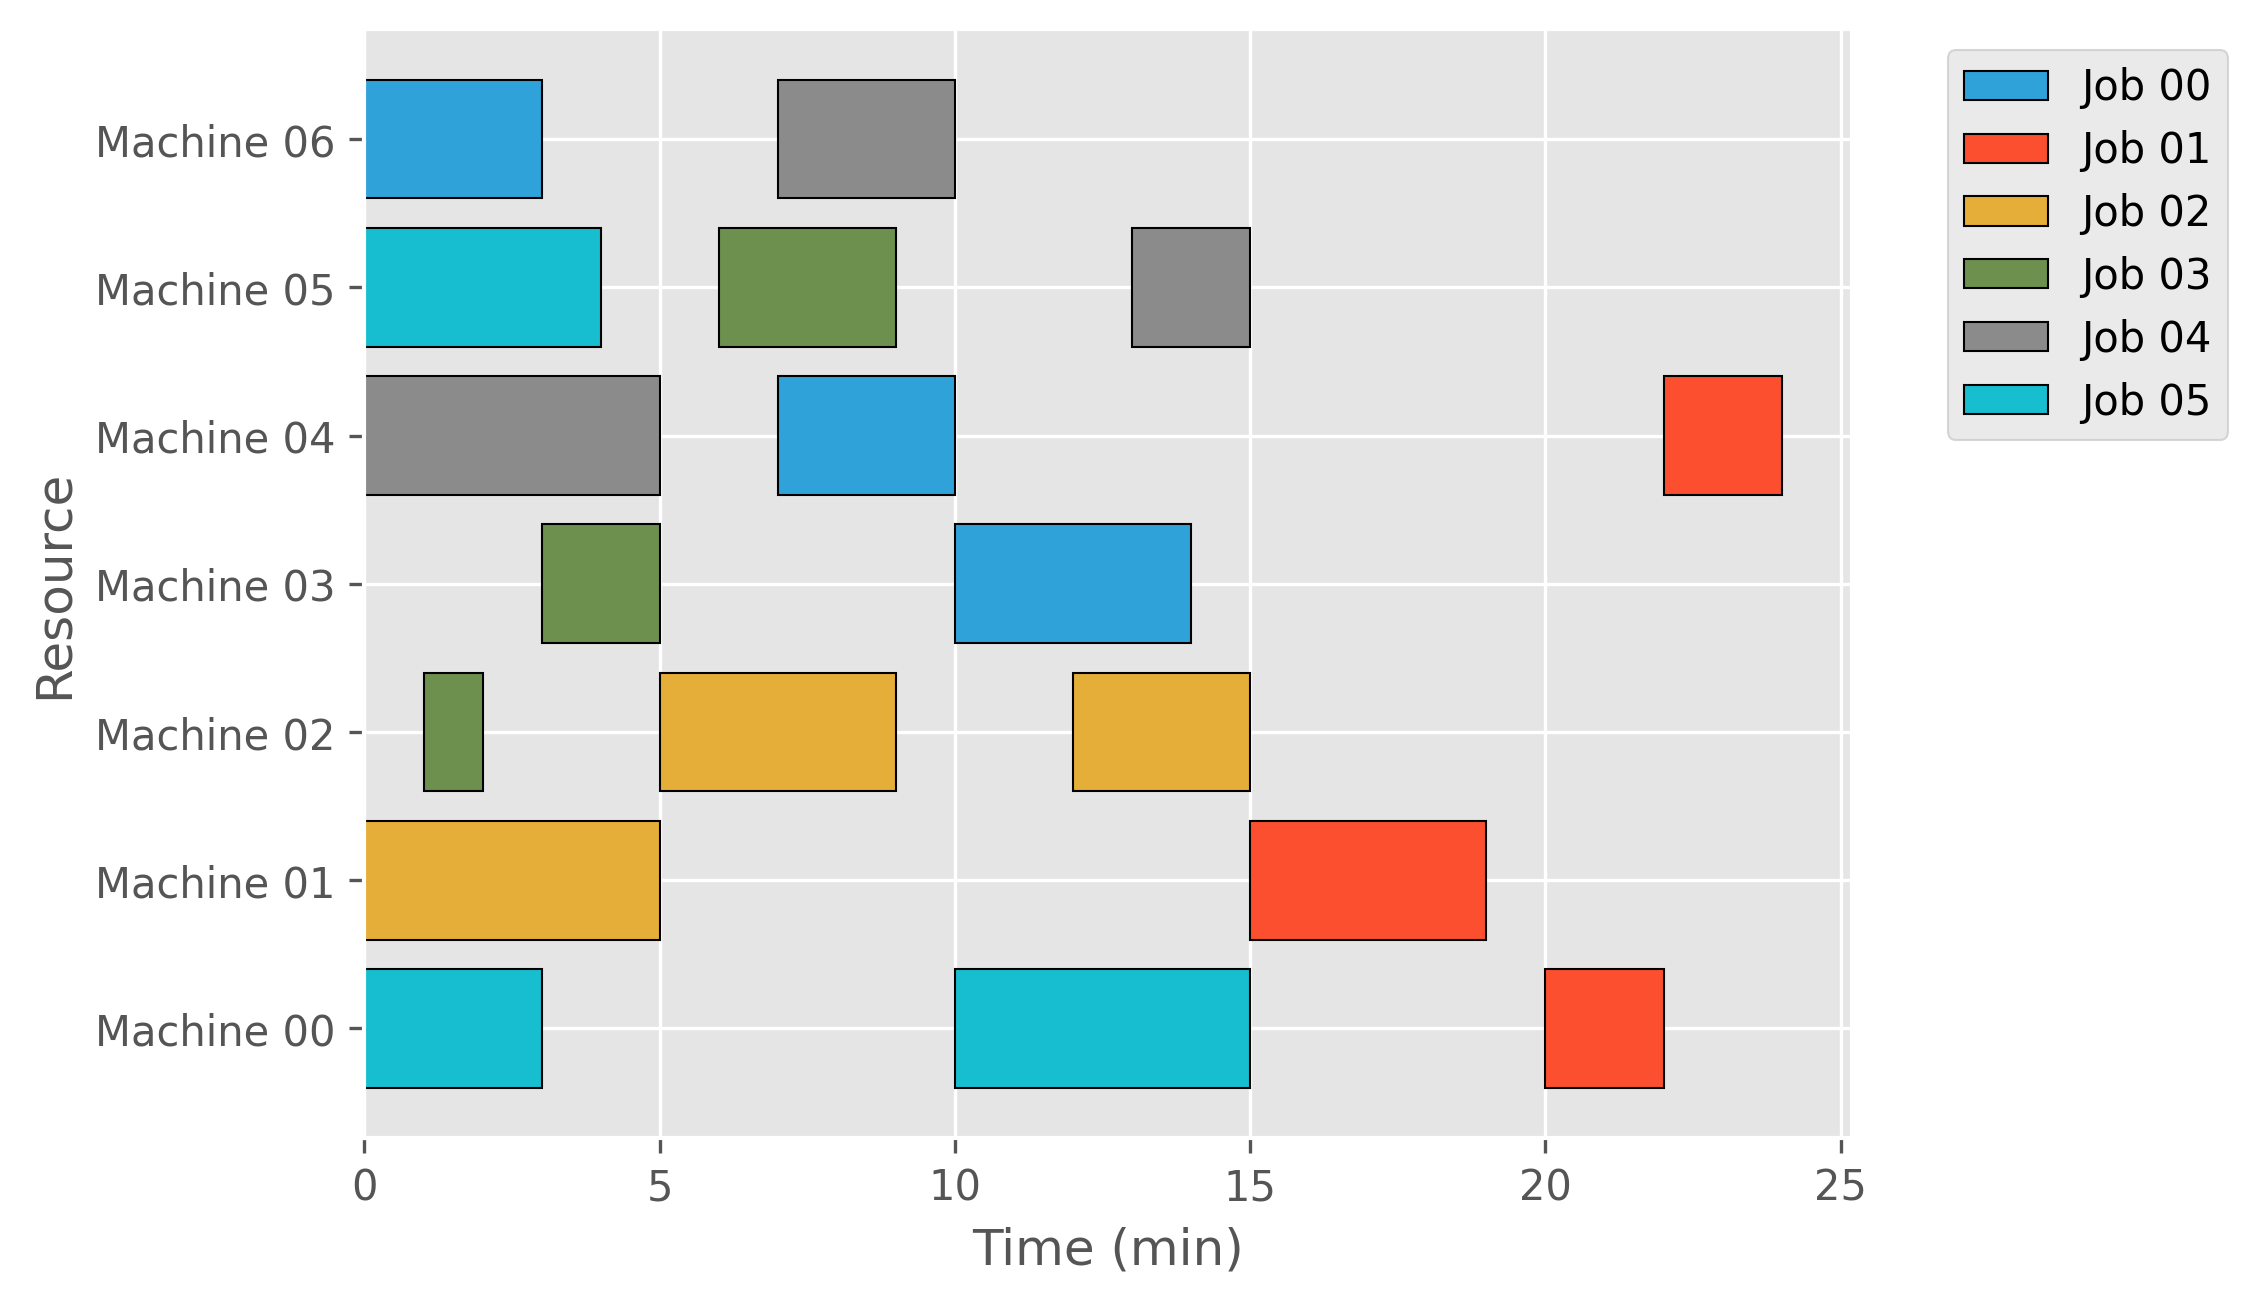 Machine 06
Machine 05
Machine 04
Machine 03
Machine 02
Machine 01
Machine 00
Resource
0 5 10 15 20 25
Time (min)
Job 00
Job 01
Job 02
Job 03
Job 04
Job 05